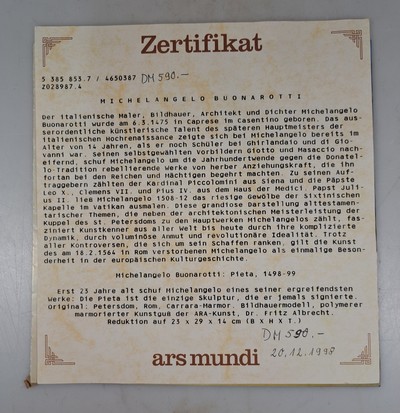 Zertifikat
5 385 853.7 / 4650387 DM 590.-
2028987.4
MICHELANGELO BUONAROTTI
Der italienische Maler, Bildhauer, Architekt und Dichter Michelangelo
Buonarotti wurde am 6.3.1475 in Caprese im Casentino geboren. Das aus-
serordentliche künstlerische Talent des späteren Hauptmeisters der
italienischen Hochrenaissance zeigte sich bei Michelangelo bereits im
Alter von 14 Jahren, als er noch Schüler bei Ghirlandaio und di Gio-
vanni war. Seinen selbstgewählten Vorbildern Giotto und Masaccio nach-
eifernd, schuf Michelangelo um die Jahrhundertwende gegen die Donatel-
lo-Tradition rebellierende Werke von herber Anziehungskraft, die ihn
fortan bei den Reichen und Mächtigen begehrt machten. Zu seinen Auf-
traggebern zählten der Kardinal Piccolomini aus Siena und die Päpste
Leo X., Clemens VII. und Pius IV. aus dem Haus der Medici. Papst Juli-
us II. ließ Michelangelo 1508-12 das riesige Gewölbe der Sixtinischen
Kapelle im Vatikan ausmalen. Diese grandiose Darstellung alttestamen-
tarischer Themen, die neben der architektonischen Meisterleistung der
Kuppel des St. Petersdoms zu den Hauptwerken Michelangelos zählt, fas-
ziniert Kunstkenner aus aller Welt bis heute durch ihre komplizierte
Dynamik, durch voluminöse Anmut und revolutionäre Idealität. Trotz
aller Kontroversen, die sich um sein Schaffen ranken, gilt die Kunst
des am 18.2.1564 in Rom verstorbenen Michelangelo als einmalige Beson-
derheit in der europäischen Kulturgeschichte.
Michelangelo Buonarotti: Pieta, 1498-99
Erst 23 Jahre alt schuf Michelangelo eines seiner ergreifendsten
Werke: Die Pieta ist die einzige Skulptur, die er jemals signierte.
Original: Petersdom, Rom, Carrara-Marmor. Bildhauermodell, polymerer
marmorierter Kunstguß der ARA-Kunst, Dr. Fritz Albrecht.
Reduktion auf 23 x 29 x 14 cm (B x H x T).
DM 590.-
20.12.1998
ars mundi